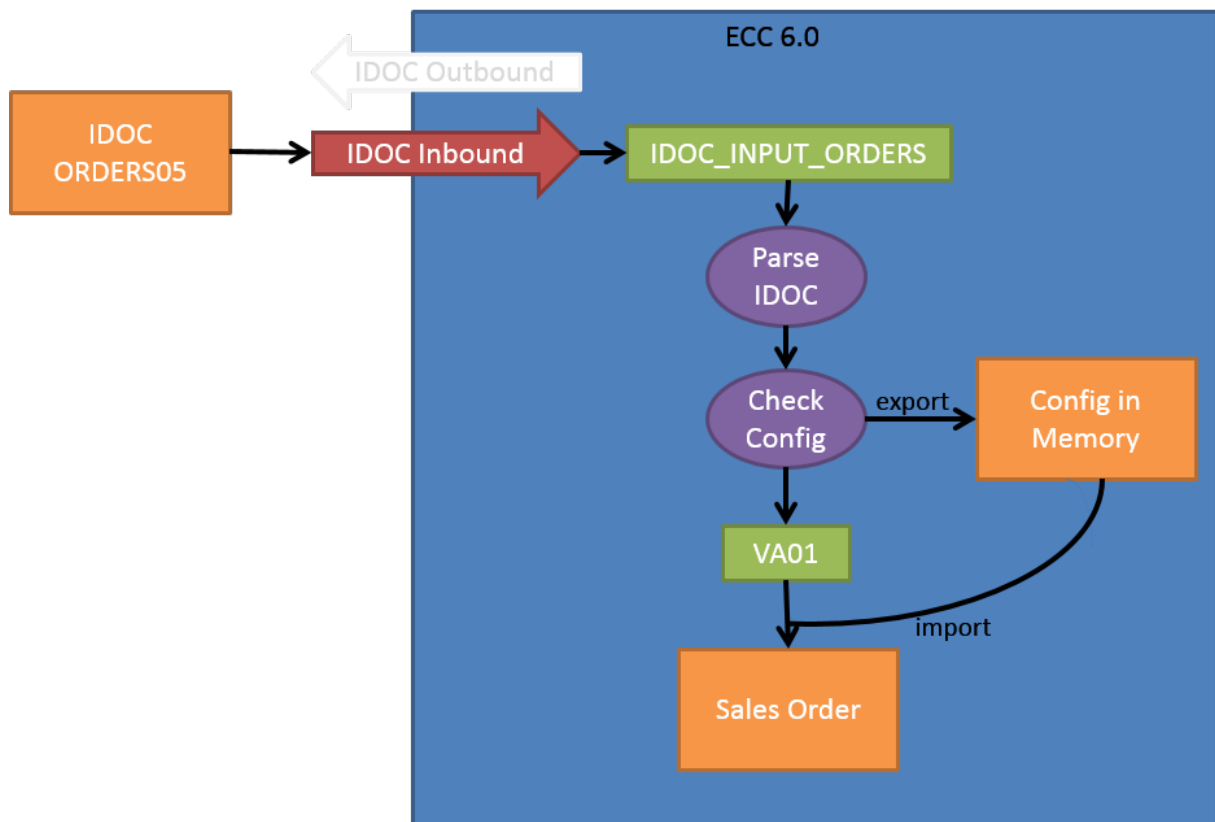 ECC 6.0
IDOC Outbound
IDOC
ORDERS05
IDOC Inbound
IDOC_INPUT_ORDERS
Parse
IDOC
Check
Config
export
Config in
Memory
VA01
import
Sales Order